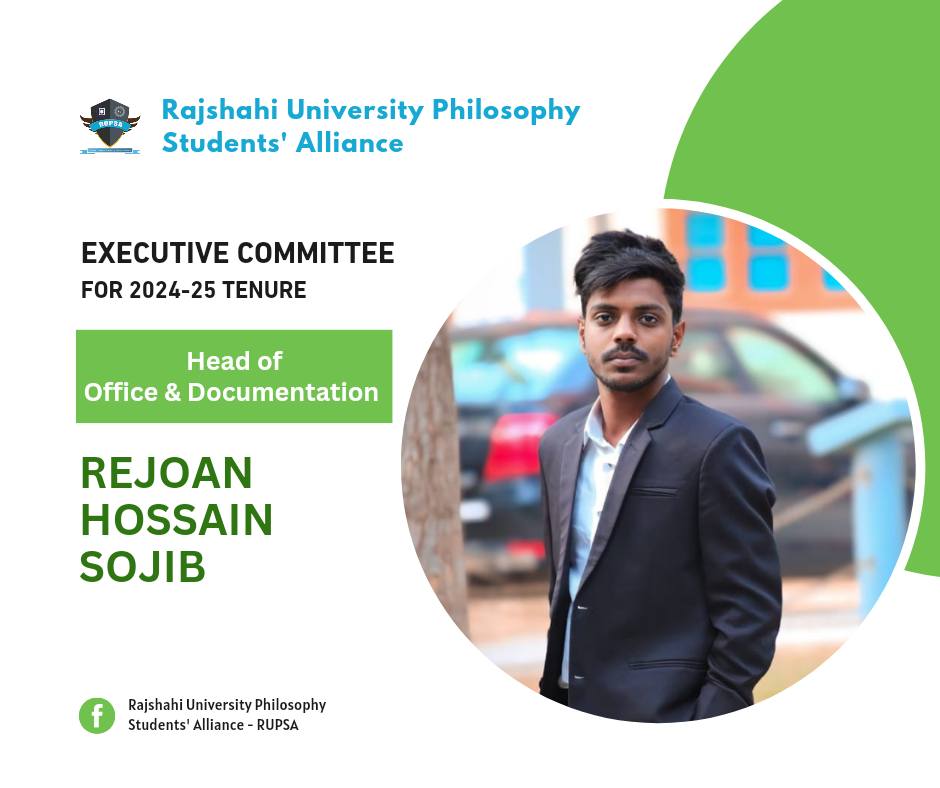 RUPSA
Rajshahi University Philosophy
Students' Alliance
EXECUTIVE COMMITTEE
FOR 2024-25 TENURE
Head of
Office & Documentation
REJOAN
HOSSAIN
SOJIB
f
Rajshahi University Philosophy
Students' Alliance - RUPSA